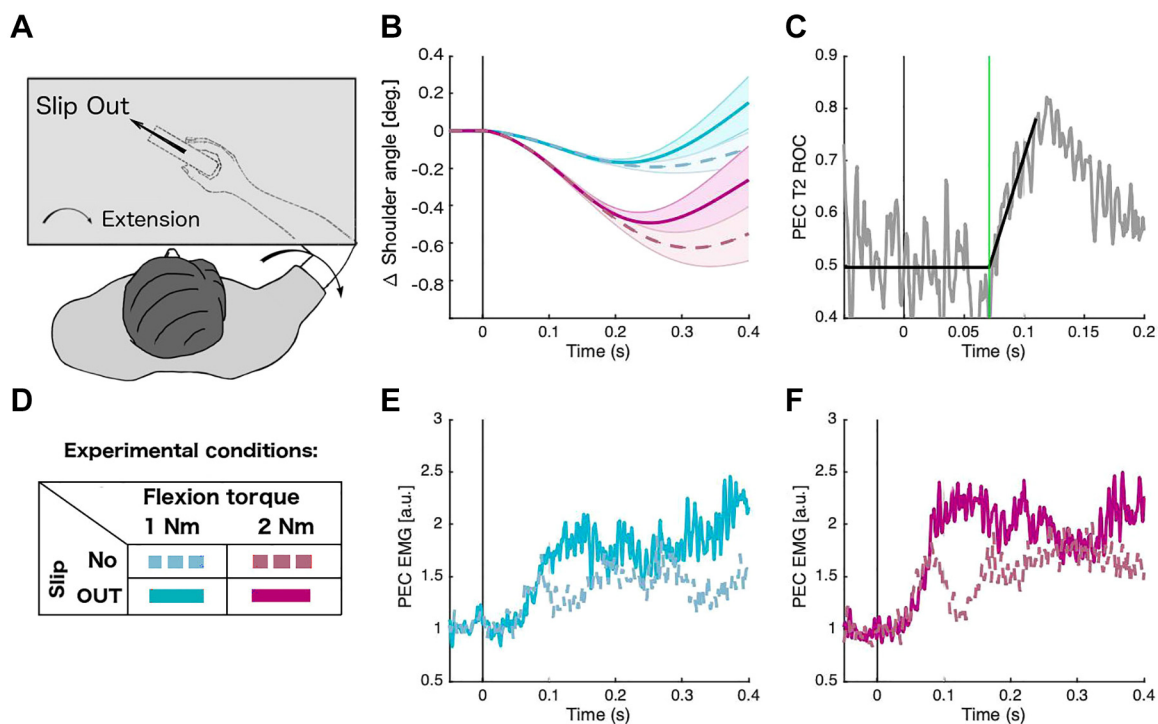 A
Slip Out
Extension
B
Δ Shoulder angle [deg.]
0.4
0.2
0
-0.2
-0.4
-0.6
-0.8
0
0.1
0.2
0.3
0.4
Time (s)
C
PEC T2 ROC
0.9
0.8
0.7
0.6
0.5
0.4
0
0.05
0.1
0.15
0.2
Time (s)
D
Experimental conditions:
Flexion torque
1 Nm
2 Nm
Slip
No
OUT
E
PEC EMG [a.u.]
3
2.5
2
1.5
1
0.5
0
0.1
0.2
0.3
0.4
Time (s)
F
PEC EMG [a.u.]
3
2.5
2
1.5
1
0.5
0
0.1
0.2
0.3
0.4
Time (s)